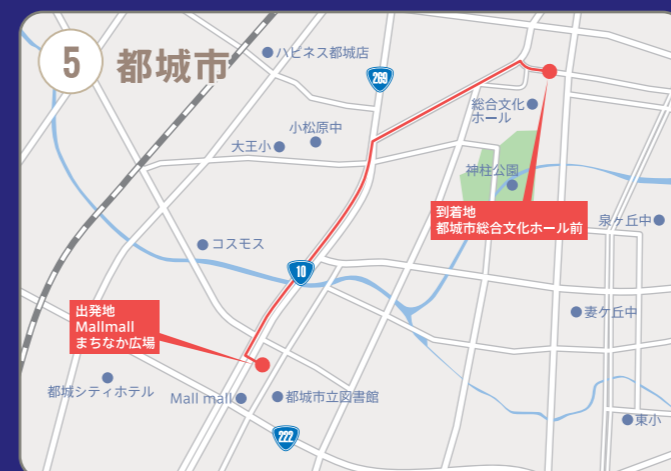 5
都城市
ハピネス都城店
269
総合文化
ホール
小松原中
大王小
神柱公園
到着地
都城市総合文化ホール前
泉ヶ丘中
コスモス
10
出発地
Mallmall
まちなか広場
妻ケ丘中
都城シティホテル
Mall mall
都城市立図書館
東小
222